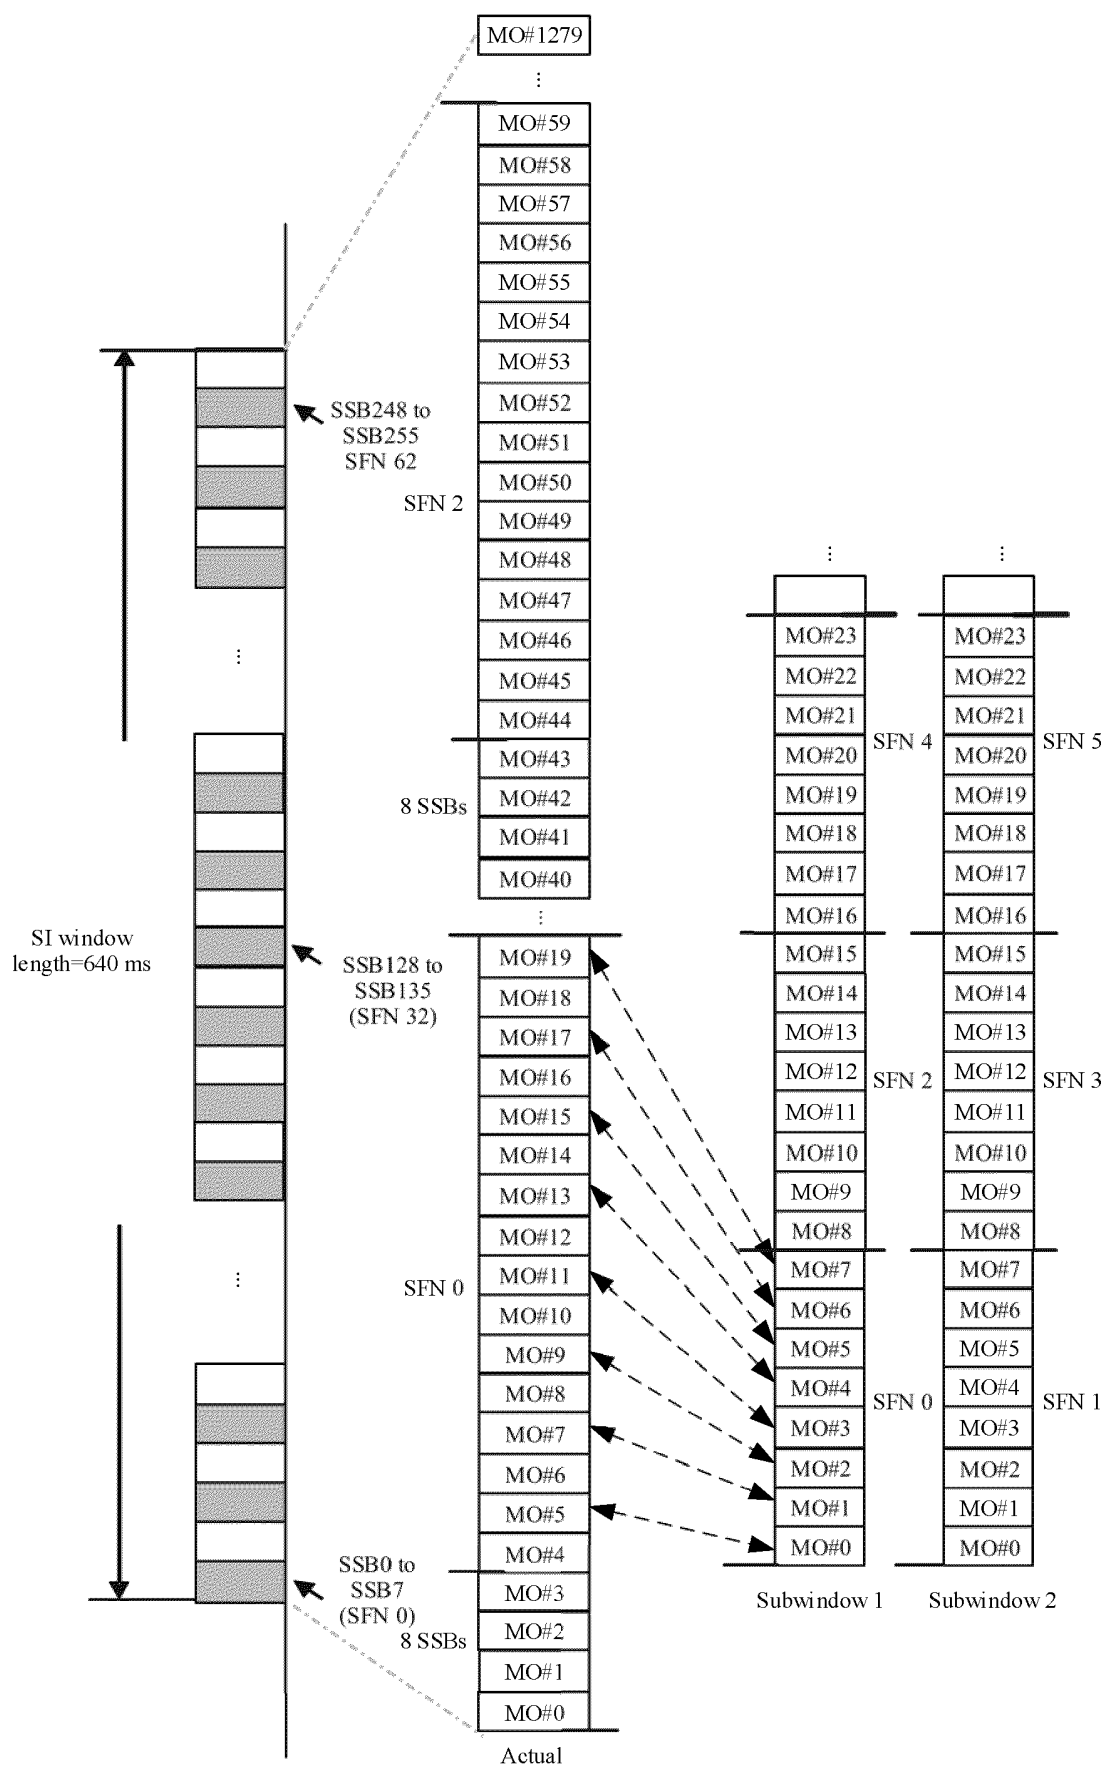 MO#1279
⋮
MO#59
MO#58
MO#57
MO#56
MO#55
MO#54
MO#53
MO#52
MO#51
MO#50
MO#49
MO#48
MO#47
MO#46
MO#45
MO#44
MO#43
MO#42
MO#41
MO#40
⋮
MO#19
MO#18
MO#17
MO#16
MO#15
MO#14
MO#13
MO#12
MO#11
MO#10
MO#9
MO#8
MO#7
MO#6
MO#5
MO#4
MO#3
MO#2
MO#1
MO#0
Actual
SFN 2
8 SSBs
SFN 0
8 SSBs
SSB248 to
SSB255
SFN 62
⋮
SI window
length=640 ms
SSB128 to
SSB135
(SFN 32)
⋮
SSB0 to
SSB7
(SFN 0)
⋮
MO#23
MO#22
MO#21
MO#20
MO#19
MO#18
MO#17
MO#16
MO#15
MO#14
MO#13
MO#12
MO#11
MO#10
MO#9
MO#8
MO#7
MO#6
MO#5
MO#4
MO#3
MO#2
MO#1
MO#0
SFN 4
SFN 2
SFN 0
Subwindow 1
⋮
MO#23
MO#22
MO#21
MO#20
MO#19
MO#18
MO#17
MO#16
MO#15
MO#14
MO#13
MO#12
MO#11
MO#10
MO#9
MO#8
MO#7
MO#6
MO#5
MO#4
MO#3
MO#2
MO#1
MO#0
SFN 5
SFN 3
SFN 1
Subwindow 2